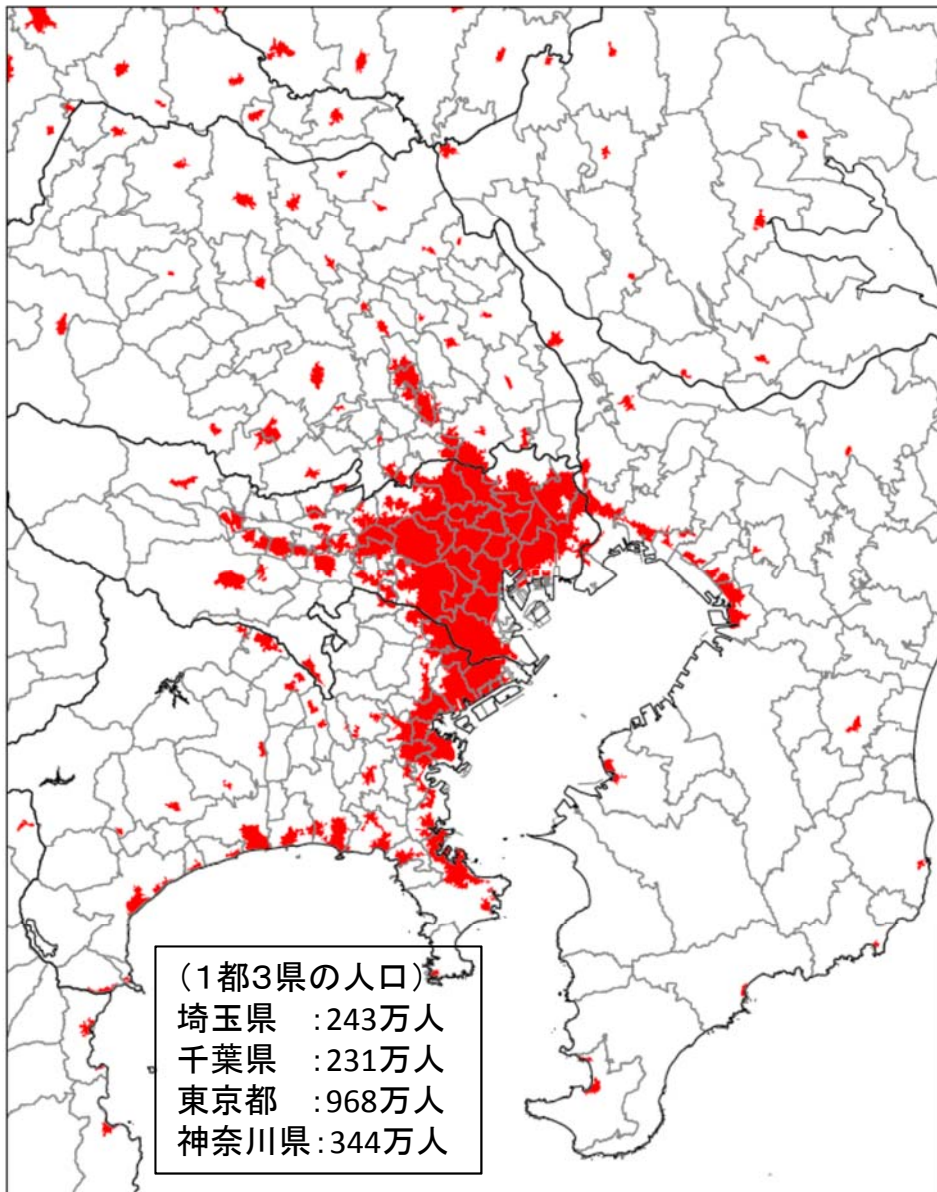 （１都３県の人口）
埼玉県　：243万人
千葉県　：231万人
東京都　：968万人
神奈川県：344万人